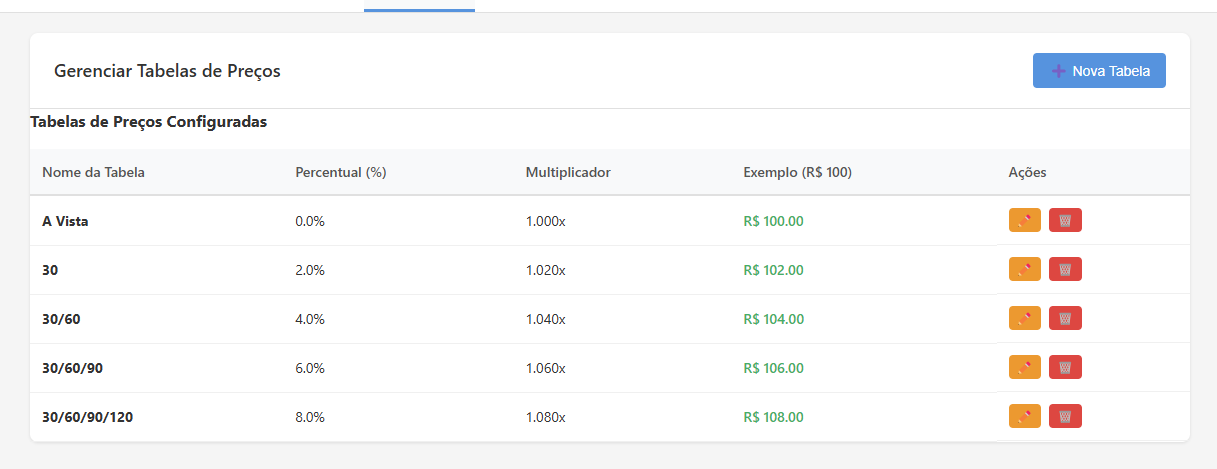 Gerenciar Tabelas de Preços
➕ Nova Tabela
Tabelas de Preços Configuradas
Nome da Tabela Percentual (%) Multiplicador Exemplo (R$ 100) Ações
A Vista 0.0% 1.000x R$ 100.00
30 2.0% 1.020x R$ 102.00
30/60 4.0% 1.040x R$ 104.00
30/60/90 6.0% 1.060x R$ 106.00
30/60/90/120 8.0% 1.080x R$ 108.00